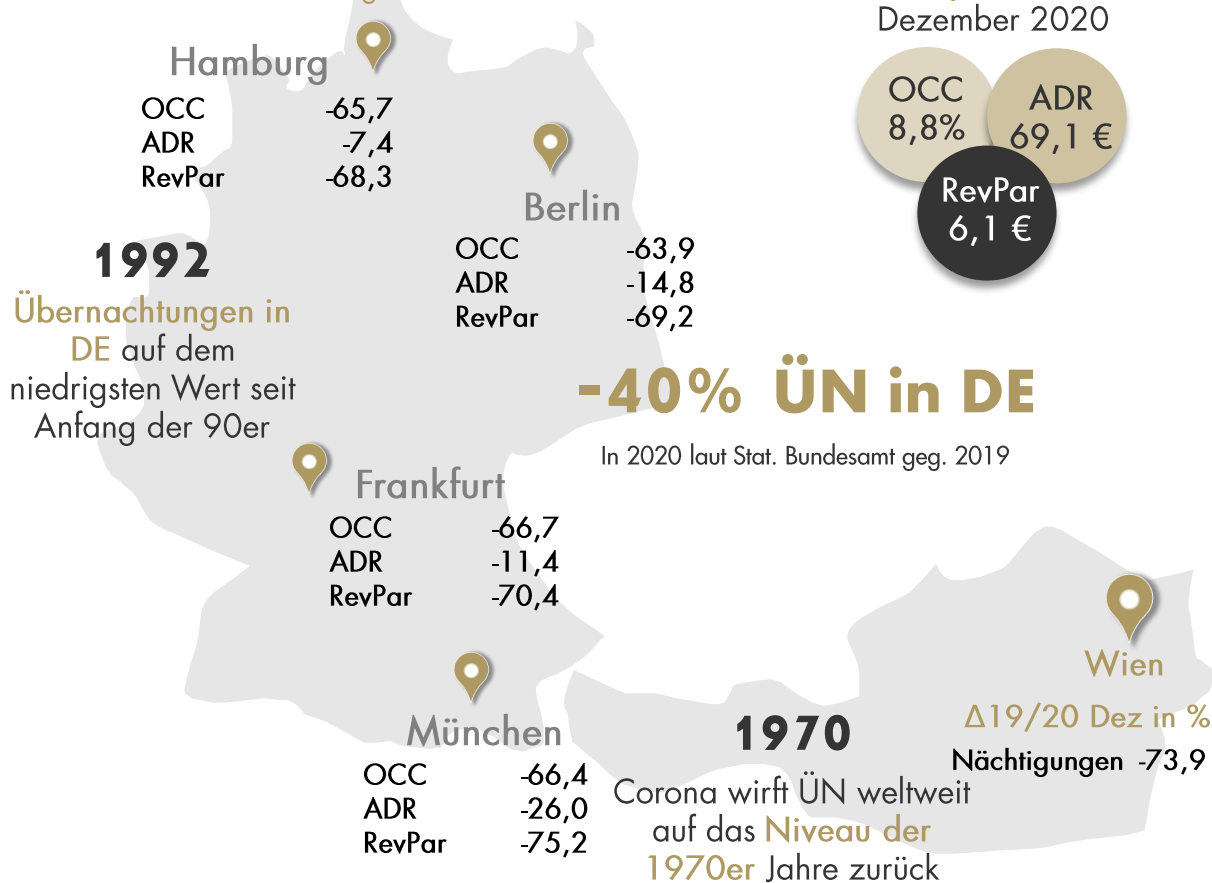 Dezember 2020
OCC
8,8%
ADR
69,1 €
RevPar
6,1 €
Hamburg
OCC -65,7
ADR -7,4
RevPar -68,3
Berlin
OCC -63,9
ADR -14,8
RevPar -69,2
1992
Übernachtungen in
DE auf dem
niedrigsten Wert seit
Anfang der 90er
-40% ÜN in DE
In 2020 laut Stat. Bundesamt geg. 2019
Frankfurt
OCC -66,7
ADR -11,4
RevPar -70,4
Wien
Δ19/20 Dez in %
Nächtigungen -73,9
München
OCC -66,4
ADR -26,0
RevPar -75,2
1970
Corona wirft ÜN weltweit
auf das Niveau der
1970er Jahre zurück